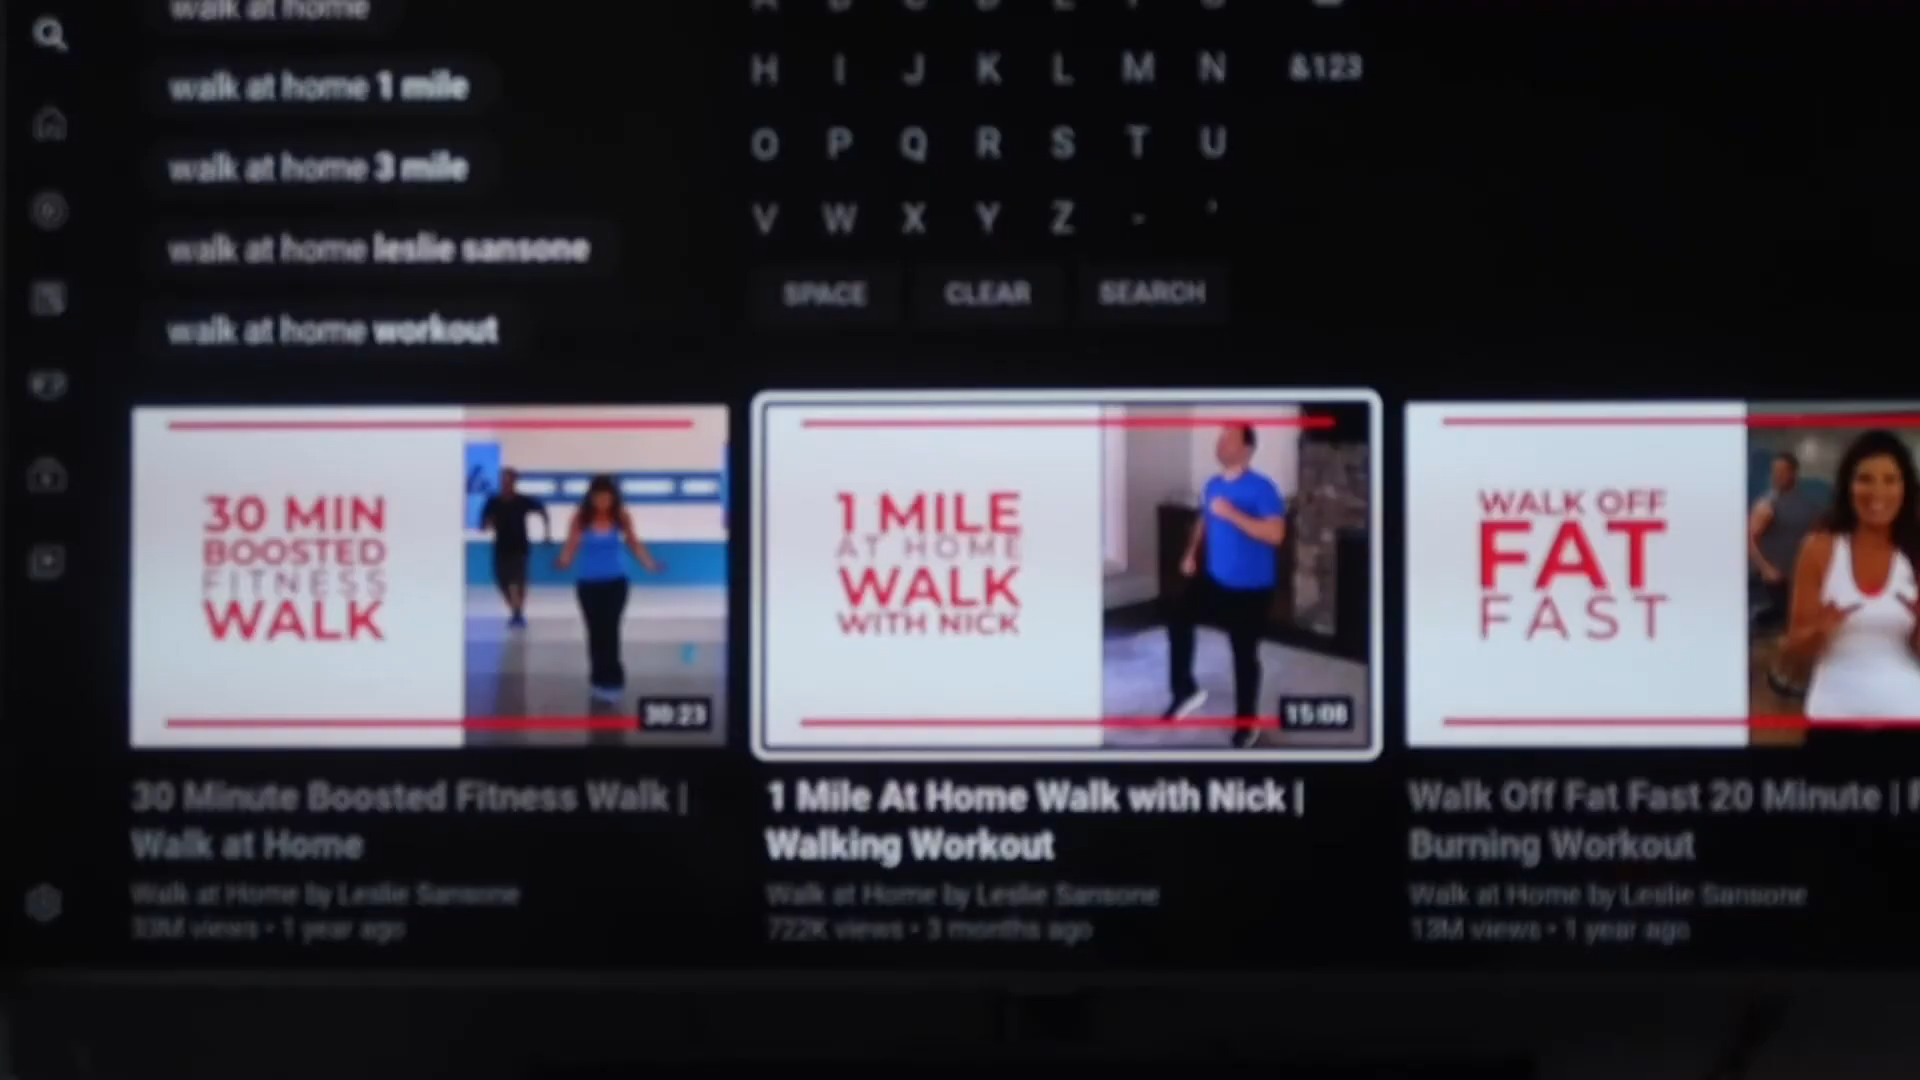 walk at home
walk at home 1 mile
walk at home 3 mile
walk at home leslie sansone
walk at home workout
H I J K L M N &123
O P Q R S T U
V W X Y Z - '
SPACE CLEAR SEARCH
30 MIN
BOOSTED
FITNESS
WALK
30:23
1 MILE
AT HOME
WALK
WITH NICK
15:08
WALK OFF
FAT
FAST
30 Minute Boosted Fitness Walk |
Walk at Home
Walk at Home by Leslie Sansone
33M views • 1 year ago
1 Mile At Home Walk with Nick |
Walking Workout
Walk at Home by Leslie Sansone
722K views • 3 months ago
Walk Off Fat Fast 20 Minute |
Burning Workout
Walk at Home by Leslie Sansone
13M views • 1 year ago